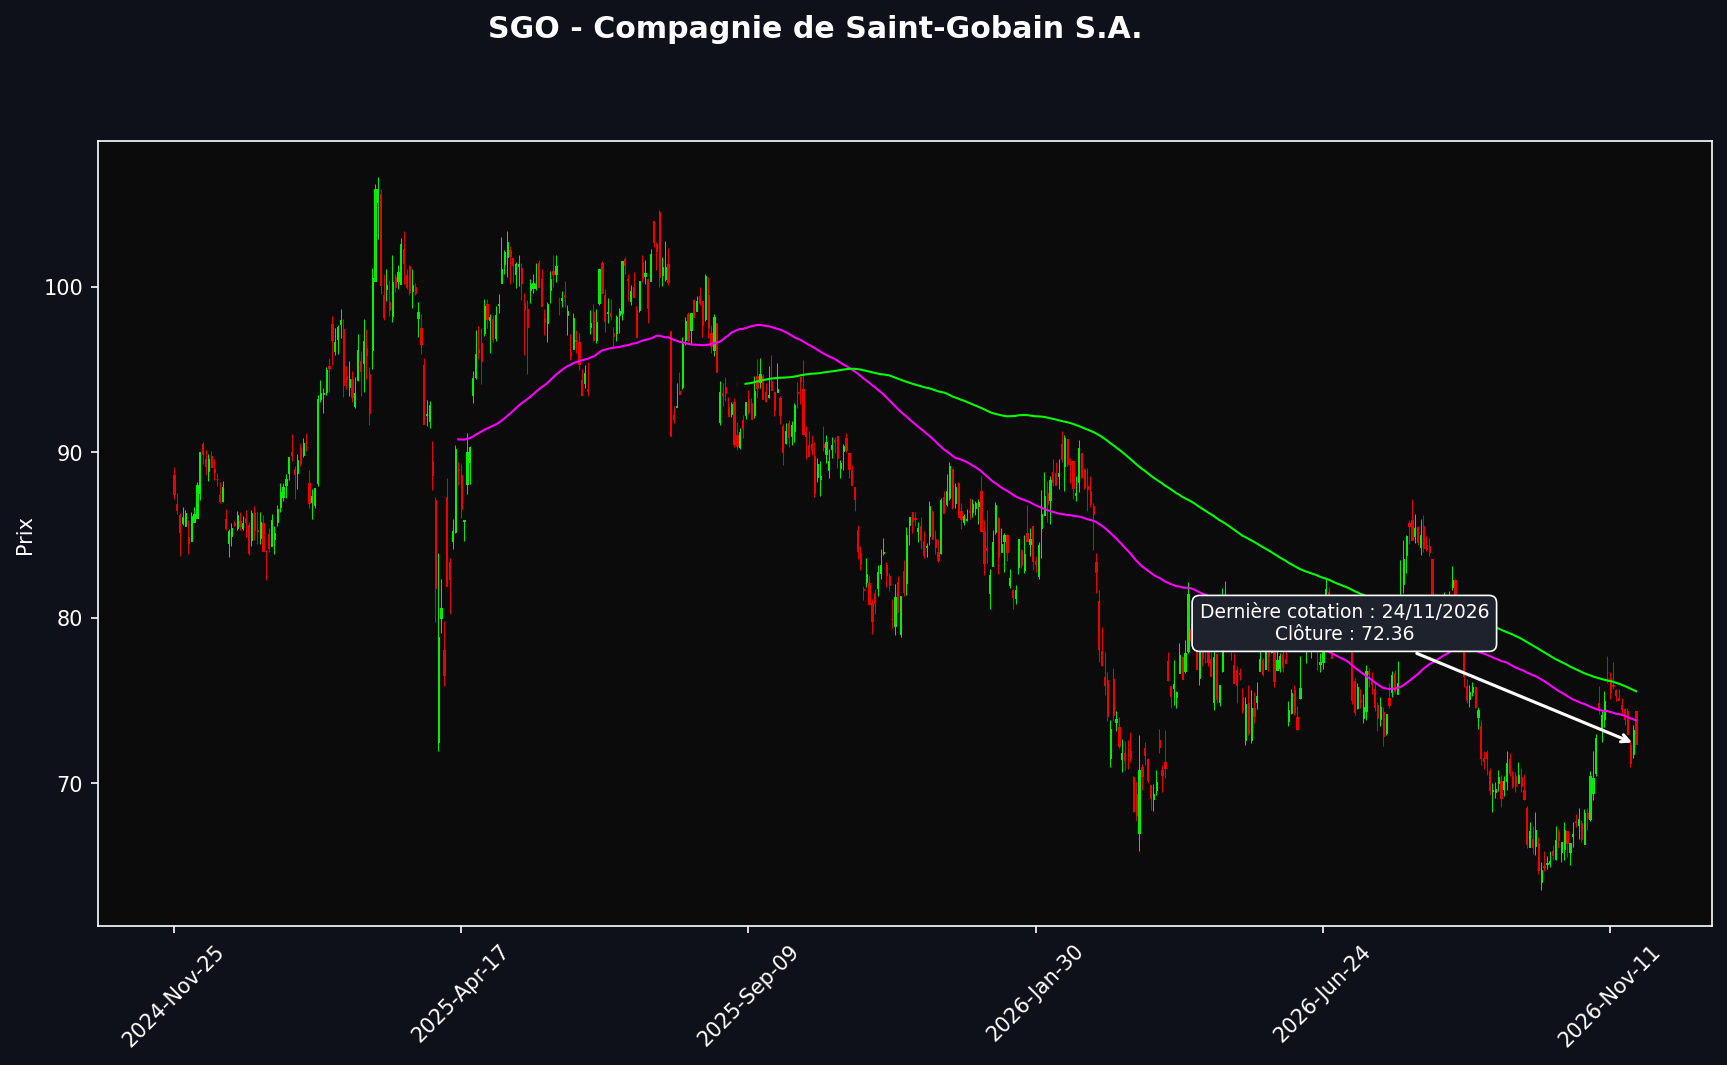 SGO - Compagnie de Saint-Gobain S.A.
Prix
100
90
80
70
Dernière cotation : 24/11/2026
Clôture : 72.36
2024-Nov-25
2025-Apr-17
2025-Sep-09
2026-Jan-30
2026-Jun-24
2026-Nov-11